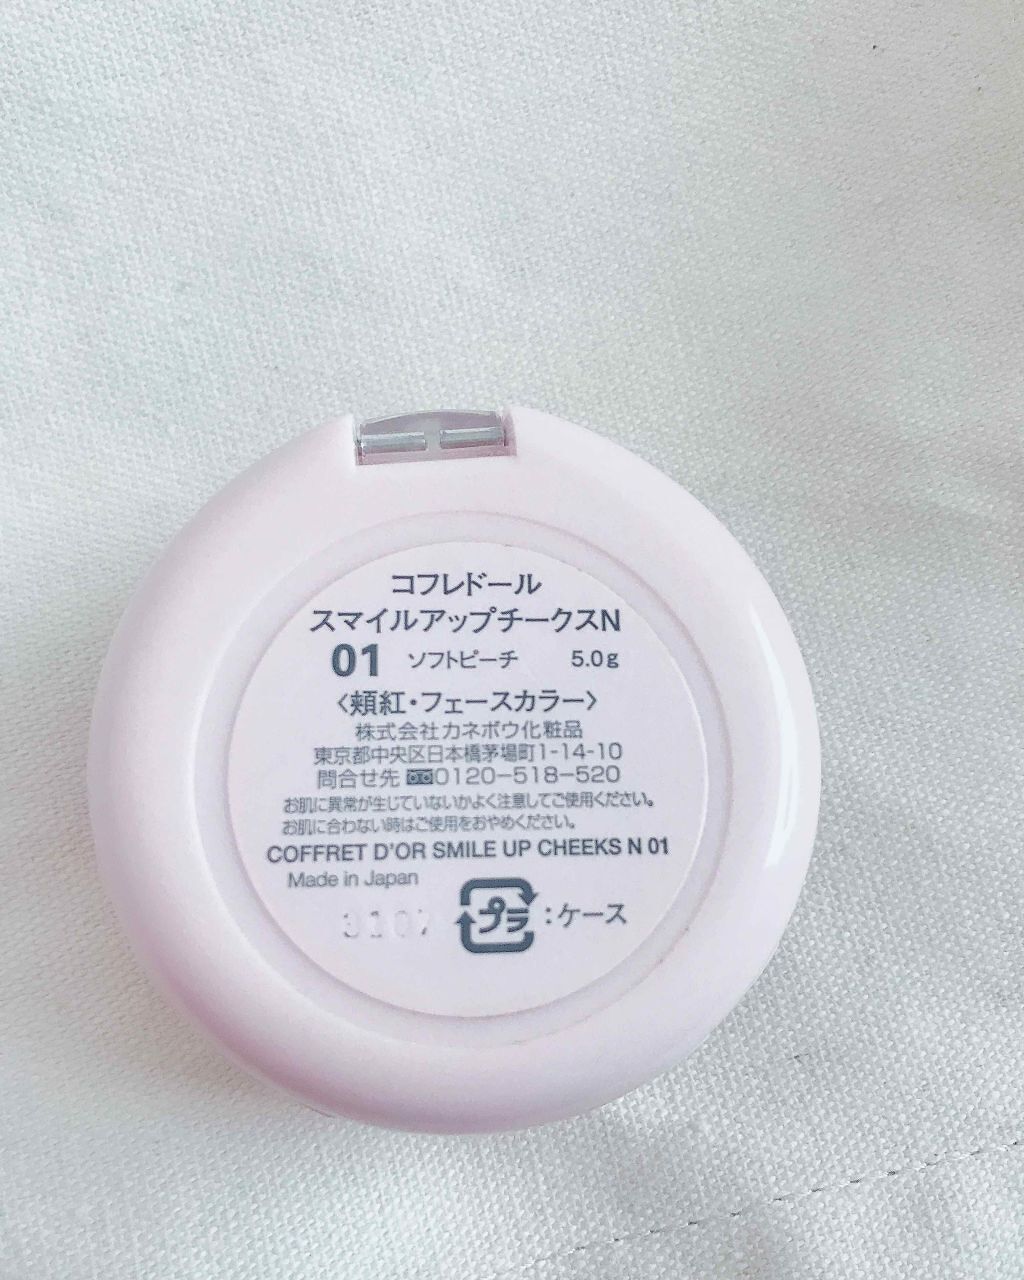 コフレドール
スマイルアップチークスN
01 ソフトピーチ 5.0g
〈頬紅・フェースカラー〉
株式会社カネボウ化粧品
東京都中央区日本橋茅場町1-14-10
問合せ先 0120-518-520
お肌に異常が生じていないかよく注意してご使用ください。
お肌に合わない時はご使用をおやめください。
COFFRET D'OR SMILE UP CHEEKS N 01
Made in Japan
プラ :ケース